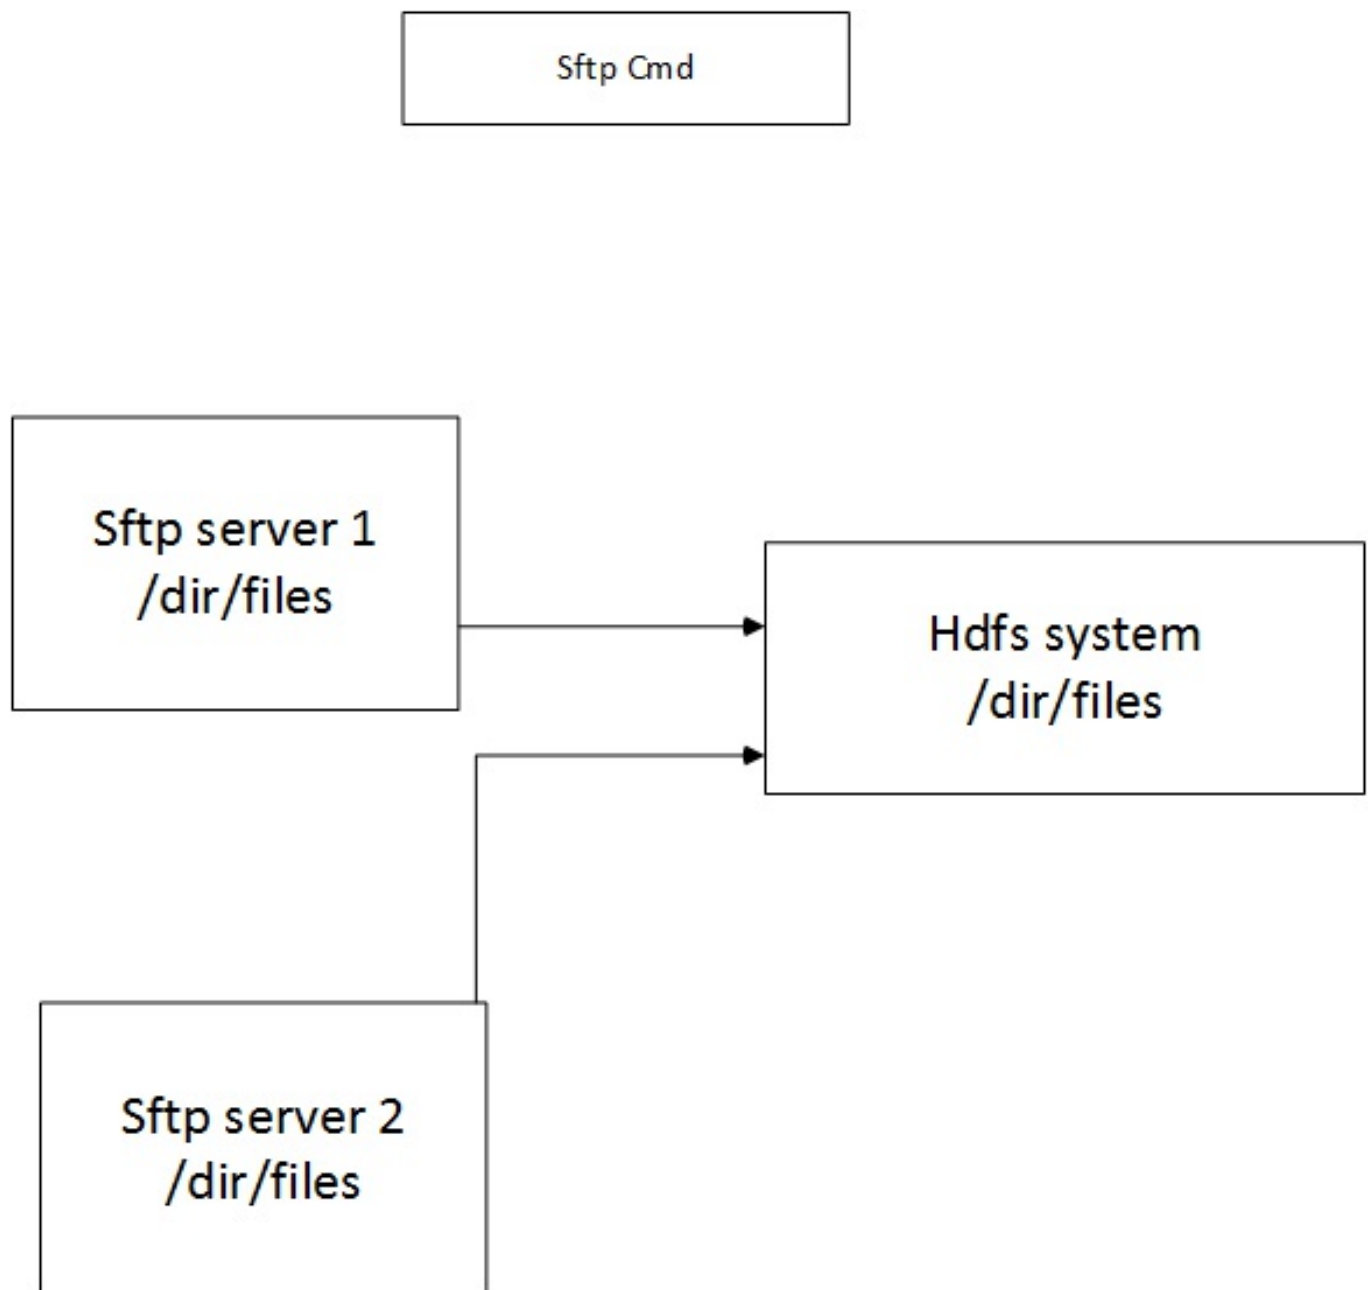 Sftp Cmd
Sftp server 1
/dir/files
Hdfs system
/dir/files
Sftp server 2
/dir/files